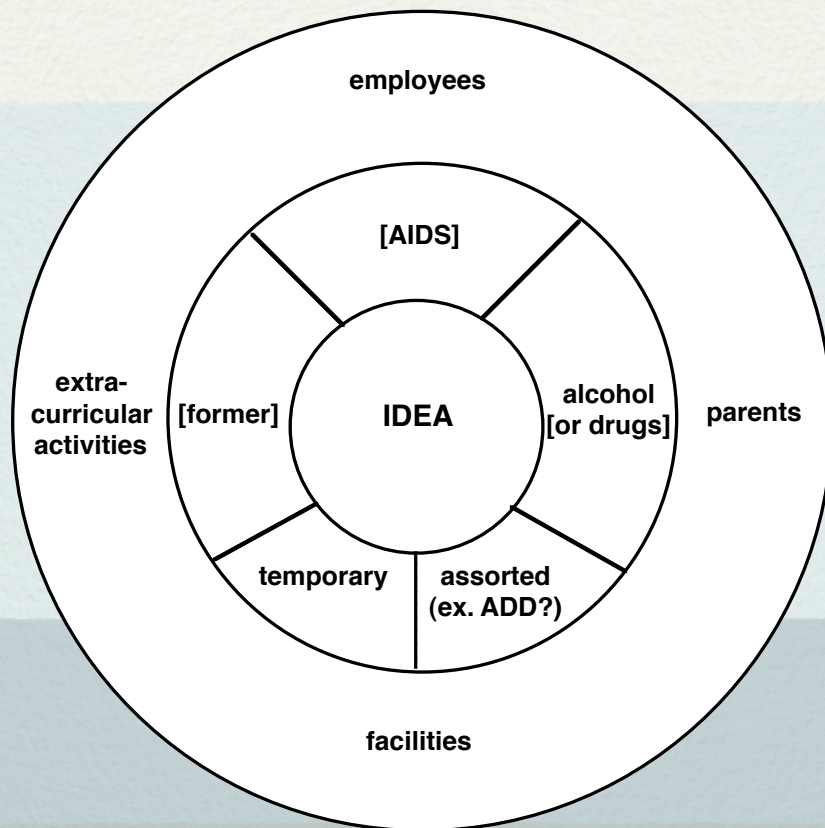 employees
[AIDS]
extra-
curricular
activities
[former]
IDEA
alcohol
[or drugs]
parents
temporary
assorted
(ex. ADD?)
facilities